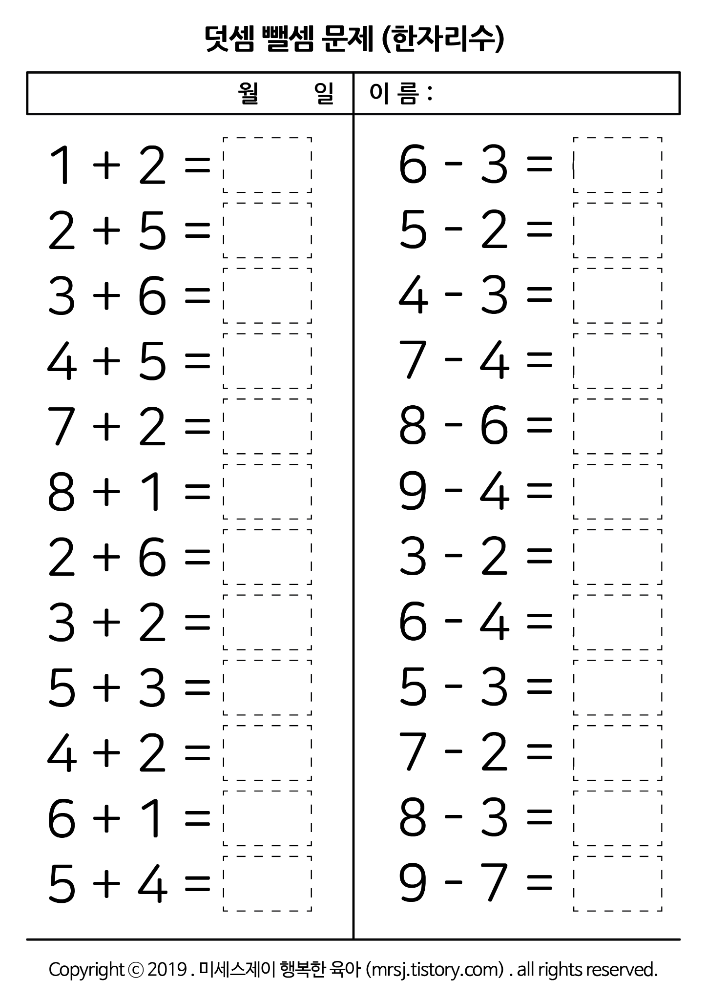 덧셈 뺄셈 문제 (한자리수)
월 일
이 름 :
1 + 2 =
2 + 5 =
3 + 6 =
4 + 5 =
7 + 2 =
8 + 1 =
2 + 6 =
3 + 2 =
5 + 3 =
4 + 2 =
6 + 1 =
5 + 4 =
6 - 3 =
5 - 2 =
4 - 3 =
7 - 4 =
8 - 6 =
9 - 4 =
3 - 2 =
6 - 4 =
5 - 3 =
7 - 2 =
8 - 3 =
9 - 7 =
Copyright ⓒ 2019 . 미세스제이 행복한 육아 (mrsj.tistory.com) . all rights reserved.